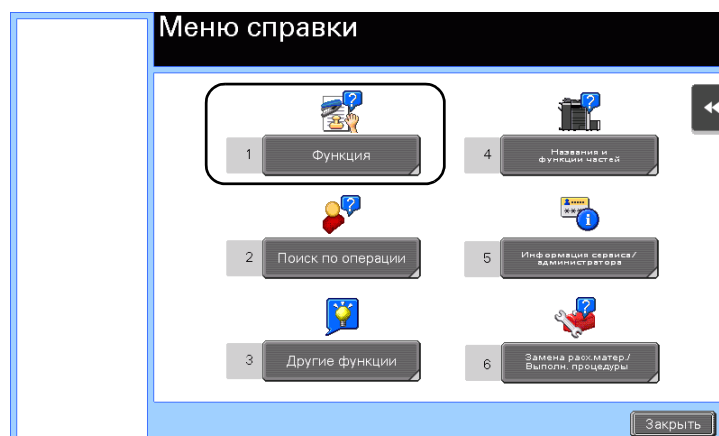 Меню справки
1
Функция
4
Названия и
функции частей
2
Поиск по операции
5
Информация сервиса/
администратора
3
Другие функции
6
Замена расх.матер./
Выполн. процедуры
Закрыть